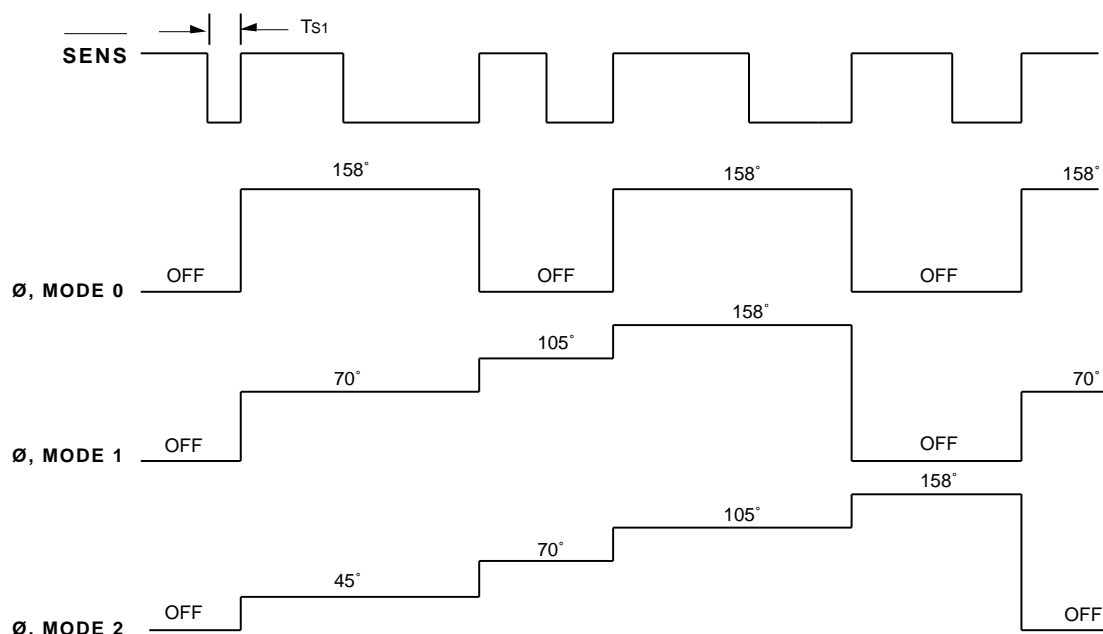 TS1
SENS
158° 158° 158°
OFF OFF OFF
Ø, MODE 0
158°
105°
70° 70°
OFF OFF
Ø, MODE 1
158°
105°
70°
45°
OFF OFF
Ø, MODE 2